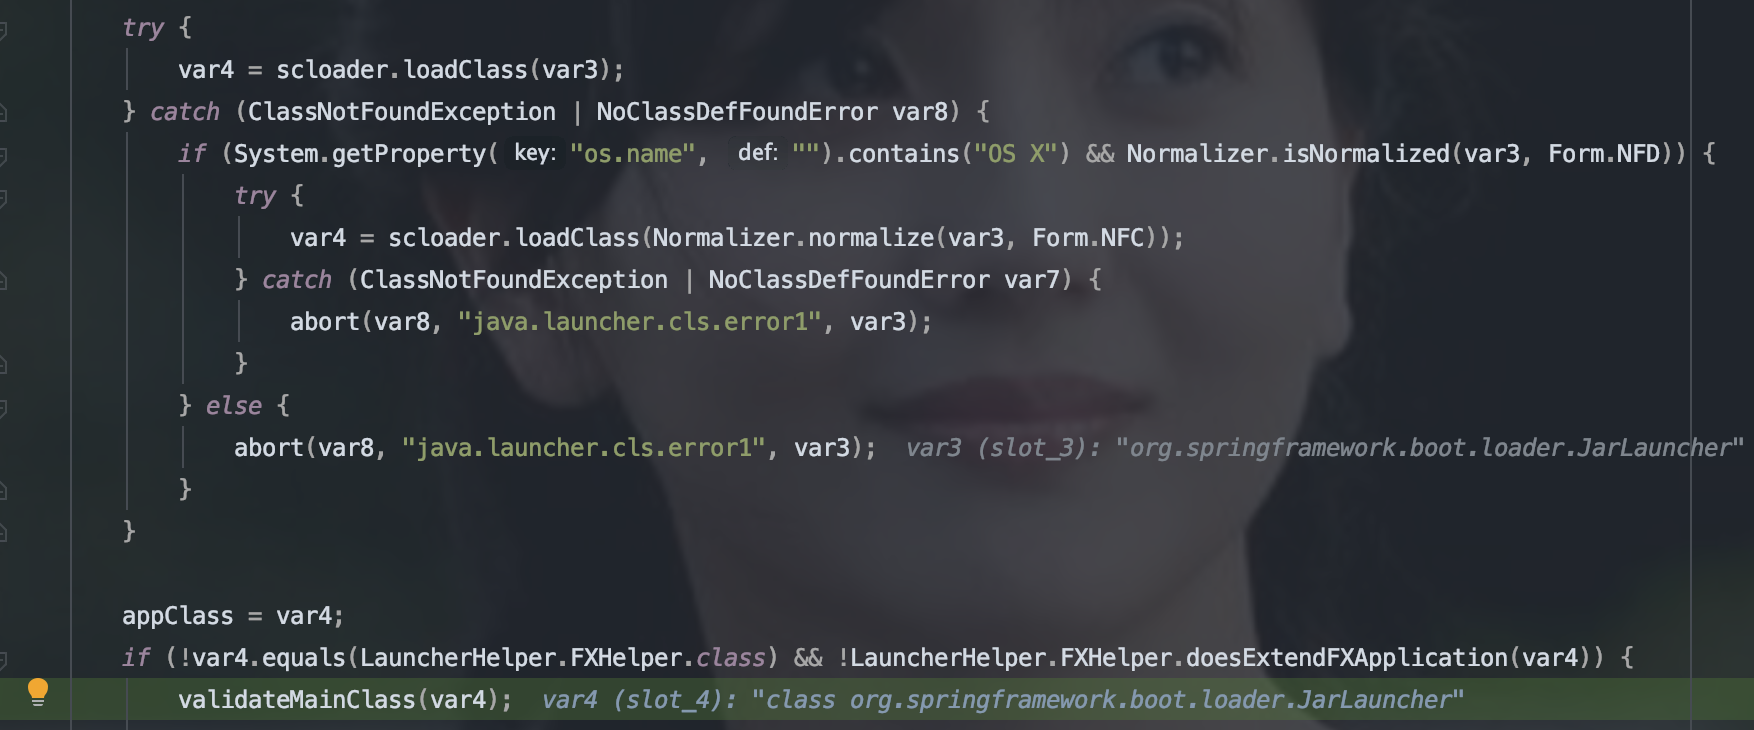 try {
var4 = scloader.loadClass(var3);
} catch (ClassNotFoundException | NoClassDefFoundError var8) {
if (System.getProperty( key: "os.name", def: "").contains("OS X") && Normalizer.isNormalized(var3, Form.NFD)) {
try {
var4 = scloader.loadClass(Normalizer.normalize(var3, Form.NFC));
} catch (ClassNotFoundException | NoClassDefFoundError var7) {
abort(var8, "java.launcher.cls.error1", var3);
}
} else {
abort(var8, "java.launcher.cls.error1", var3); var3 (slot_3): "org.springframework.boot.loader.JarLauncher"
}
}
appClass = var4;
if (!var4.equals(LauncherHelper.FXHelper.class) && !LauncherHelper.FXHelper.doesExtendFXApplication(var4)) {
validateMainClass(var4); var4 (slot_4): "class org.springframework.boot.loader.JarLauncher"